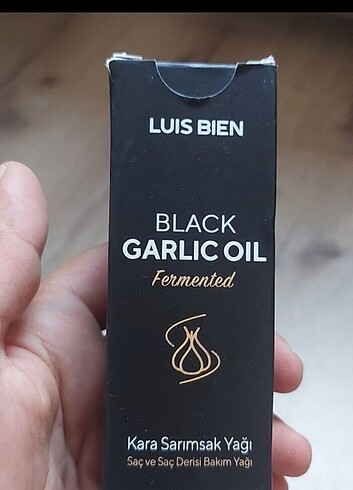 LUIS BIEN
BLACK
GARLIC OIL
Fermented
Kara Sarımsak Yağı
Saç ve Saç Derisi Bakım Yağı